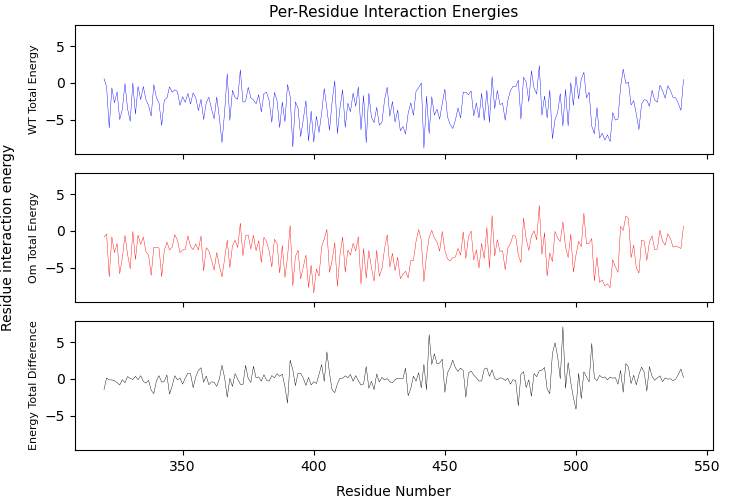 Per-Residue Interaction Energies
Residue interaction energy
WT Total Energy
5
0
−5
Om Total Energy
5
0
−5
Energy Total Difference
5
0
−5
350 400 450 500 550
Residue Number